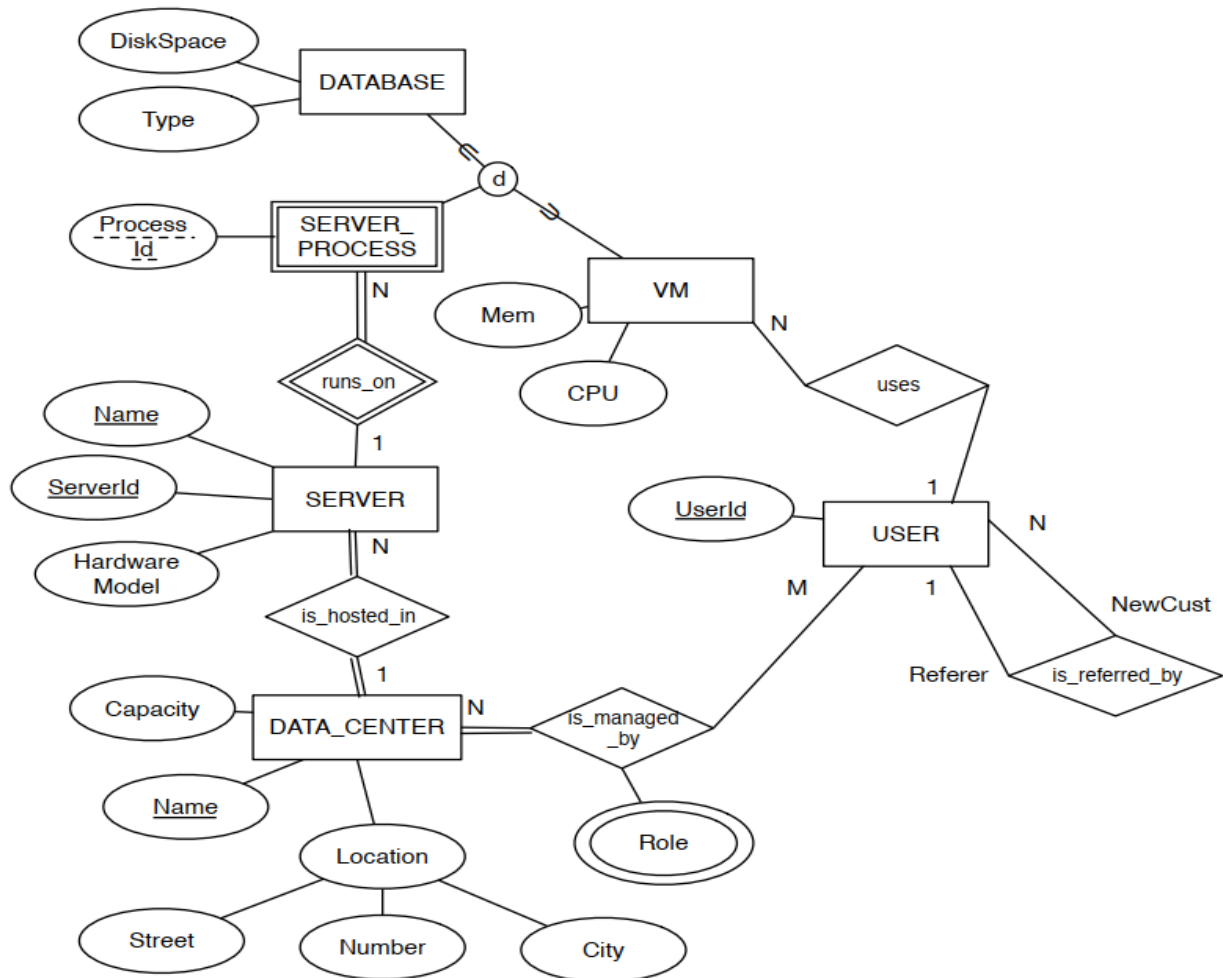 DiskSpace
DATABASE
Type
d
Process
Id
SERVER_
PROCESS
N
VM
Mem
N
CPU
uses
runs_on
Name
1
ServerId
SERVER
1
UserId
USER
N
Hardware
Model
N
M
1
NewCust
is_hosted_in
Referer
is_referred_by
1
Capacity
DATA_CENTER
N
is_managed
_by
Name
Role
Location
Street
Number
City